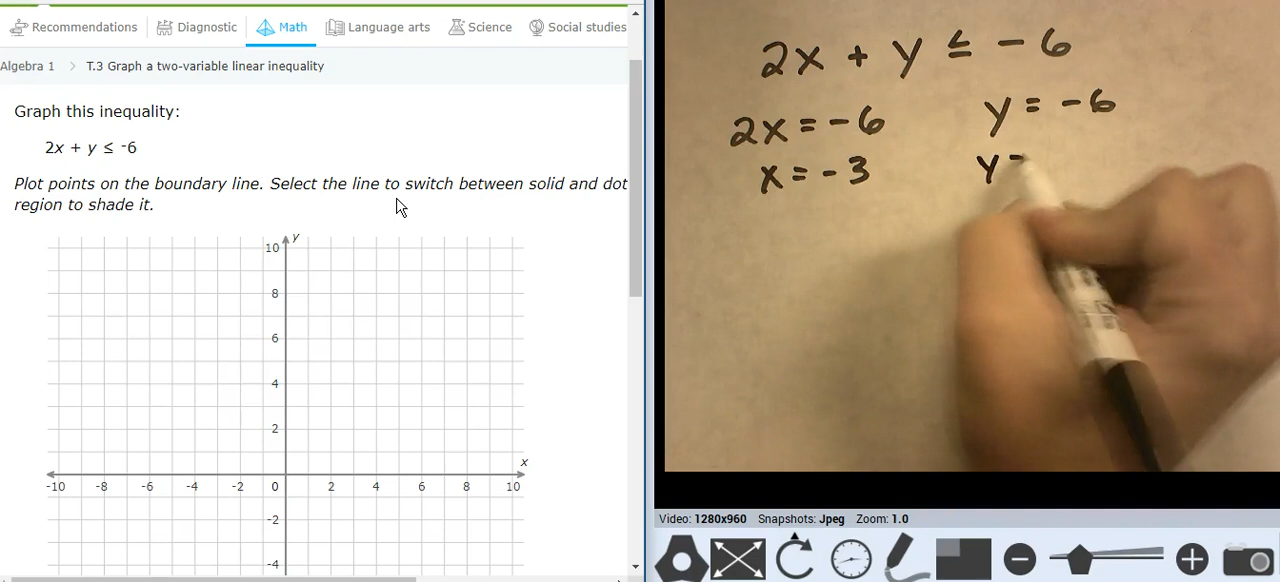 Recommendations Diagnostic Math Language arts Science Social studies
Algebra 1 > T.3 Graph a two-variable linear inequality
Graph this inequality:
2x + y ≤ -6
Plot points on the boundary line. Select the line to switch between solid and dot
region to shade it.
y
10
8
6
4
2
x
-10 -8 -6 -4 -2 0 2 4 6 8 10
-2
-4
2x + y ≤ -6
2x = -6 y = -6
x = -3 y =
Video: 1280x960 Snapshots: Jpeg Zoom: 1.0